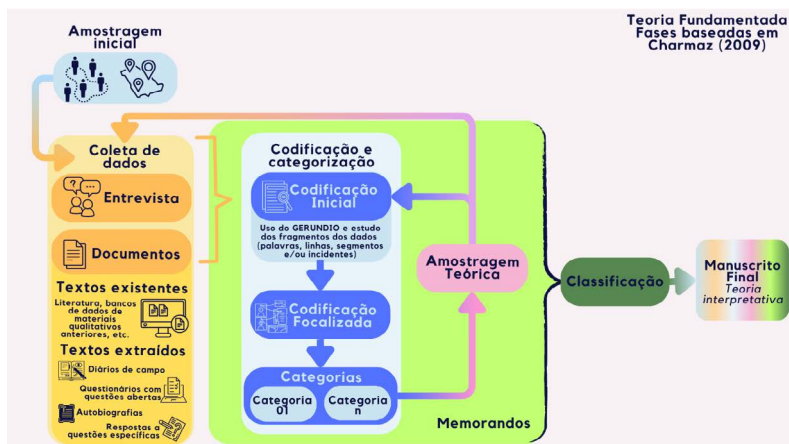 Amostragem
inicial
Teoria Fundamentada
Fases baseadas em
Charmaz (2009)
Coleta de
dados
Entrevista
Documentos
Textos existentes
Literatura, bancos
de dados de
materiais
qualitativos
anteriores, etc.
Textos extraídos
Diários de campo
Questionários com
questões abertas
Autobiografias
Respostas a
questões específicas
Codificação e
categorização
Codificação
Inicial
Uso do GERUNDIO e estudo
dos fragmentos dos dados
(palavras, linhas, segmentos
e/ou incidentes)
Codificação
Focalizada
Categorias
Categoria
01
Categoria
n
Amostragem
Teórica
Memorandos
Classificação
Manuscrito
Final
Teoria
interpretativa